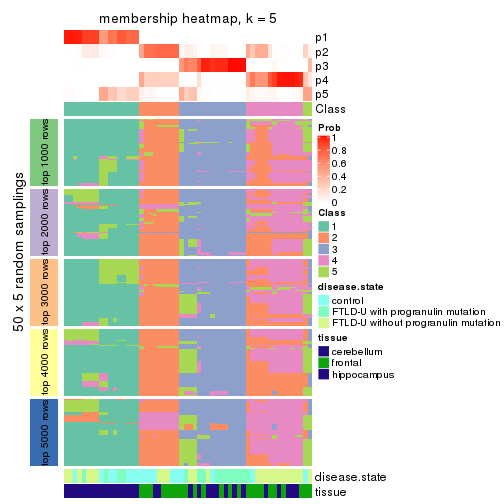 membership heatmap, k = 5
p1
p2
p3
p4
p5
Class
50 x 5 random samplings
top 1000 rows
top 2000 rows
top 3000 rows
top 4000 rows
top 5000 rows
disease.state
tissue
Prob
1
0.8
0.6
0.4
0.2
0
Class
1
2
3
4
5
disease.state
control
FTLD-U with progranulin mutation
FTLD-U without progranulin mutation
tissue
cerebellum
frontal
hippocampus